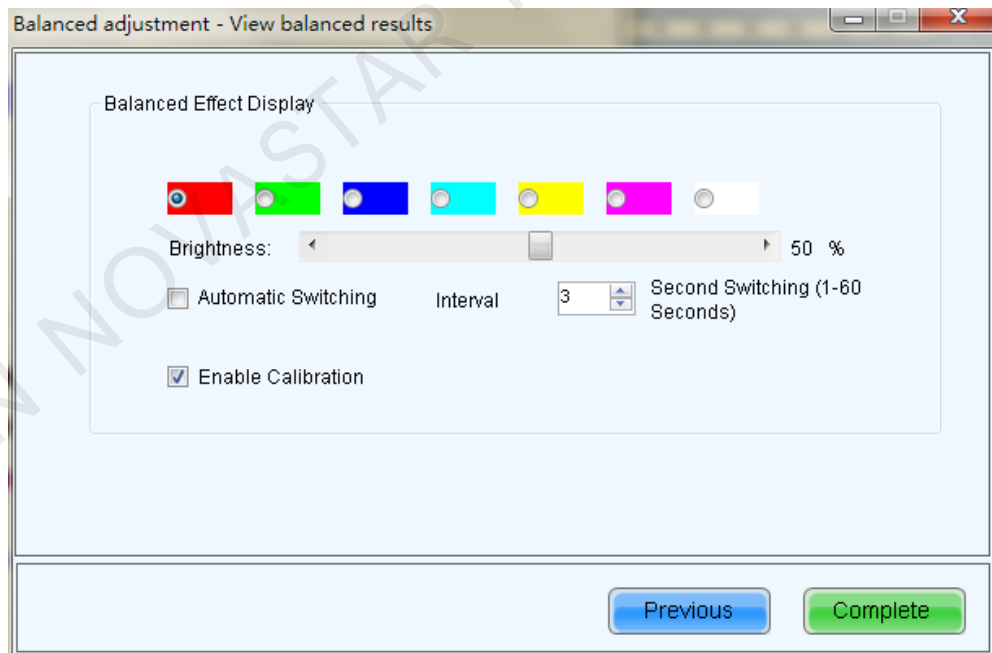 Balanced adjustment - View balanced results
Balanced Effect Display
Brightness:
50 %
Automatic Switching
Interval
3
Second Switching (1-60
Seconds)
Enable Calibration
Previous
Complete
NOVASTAR